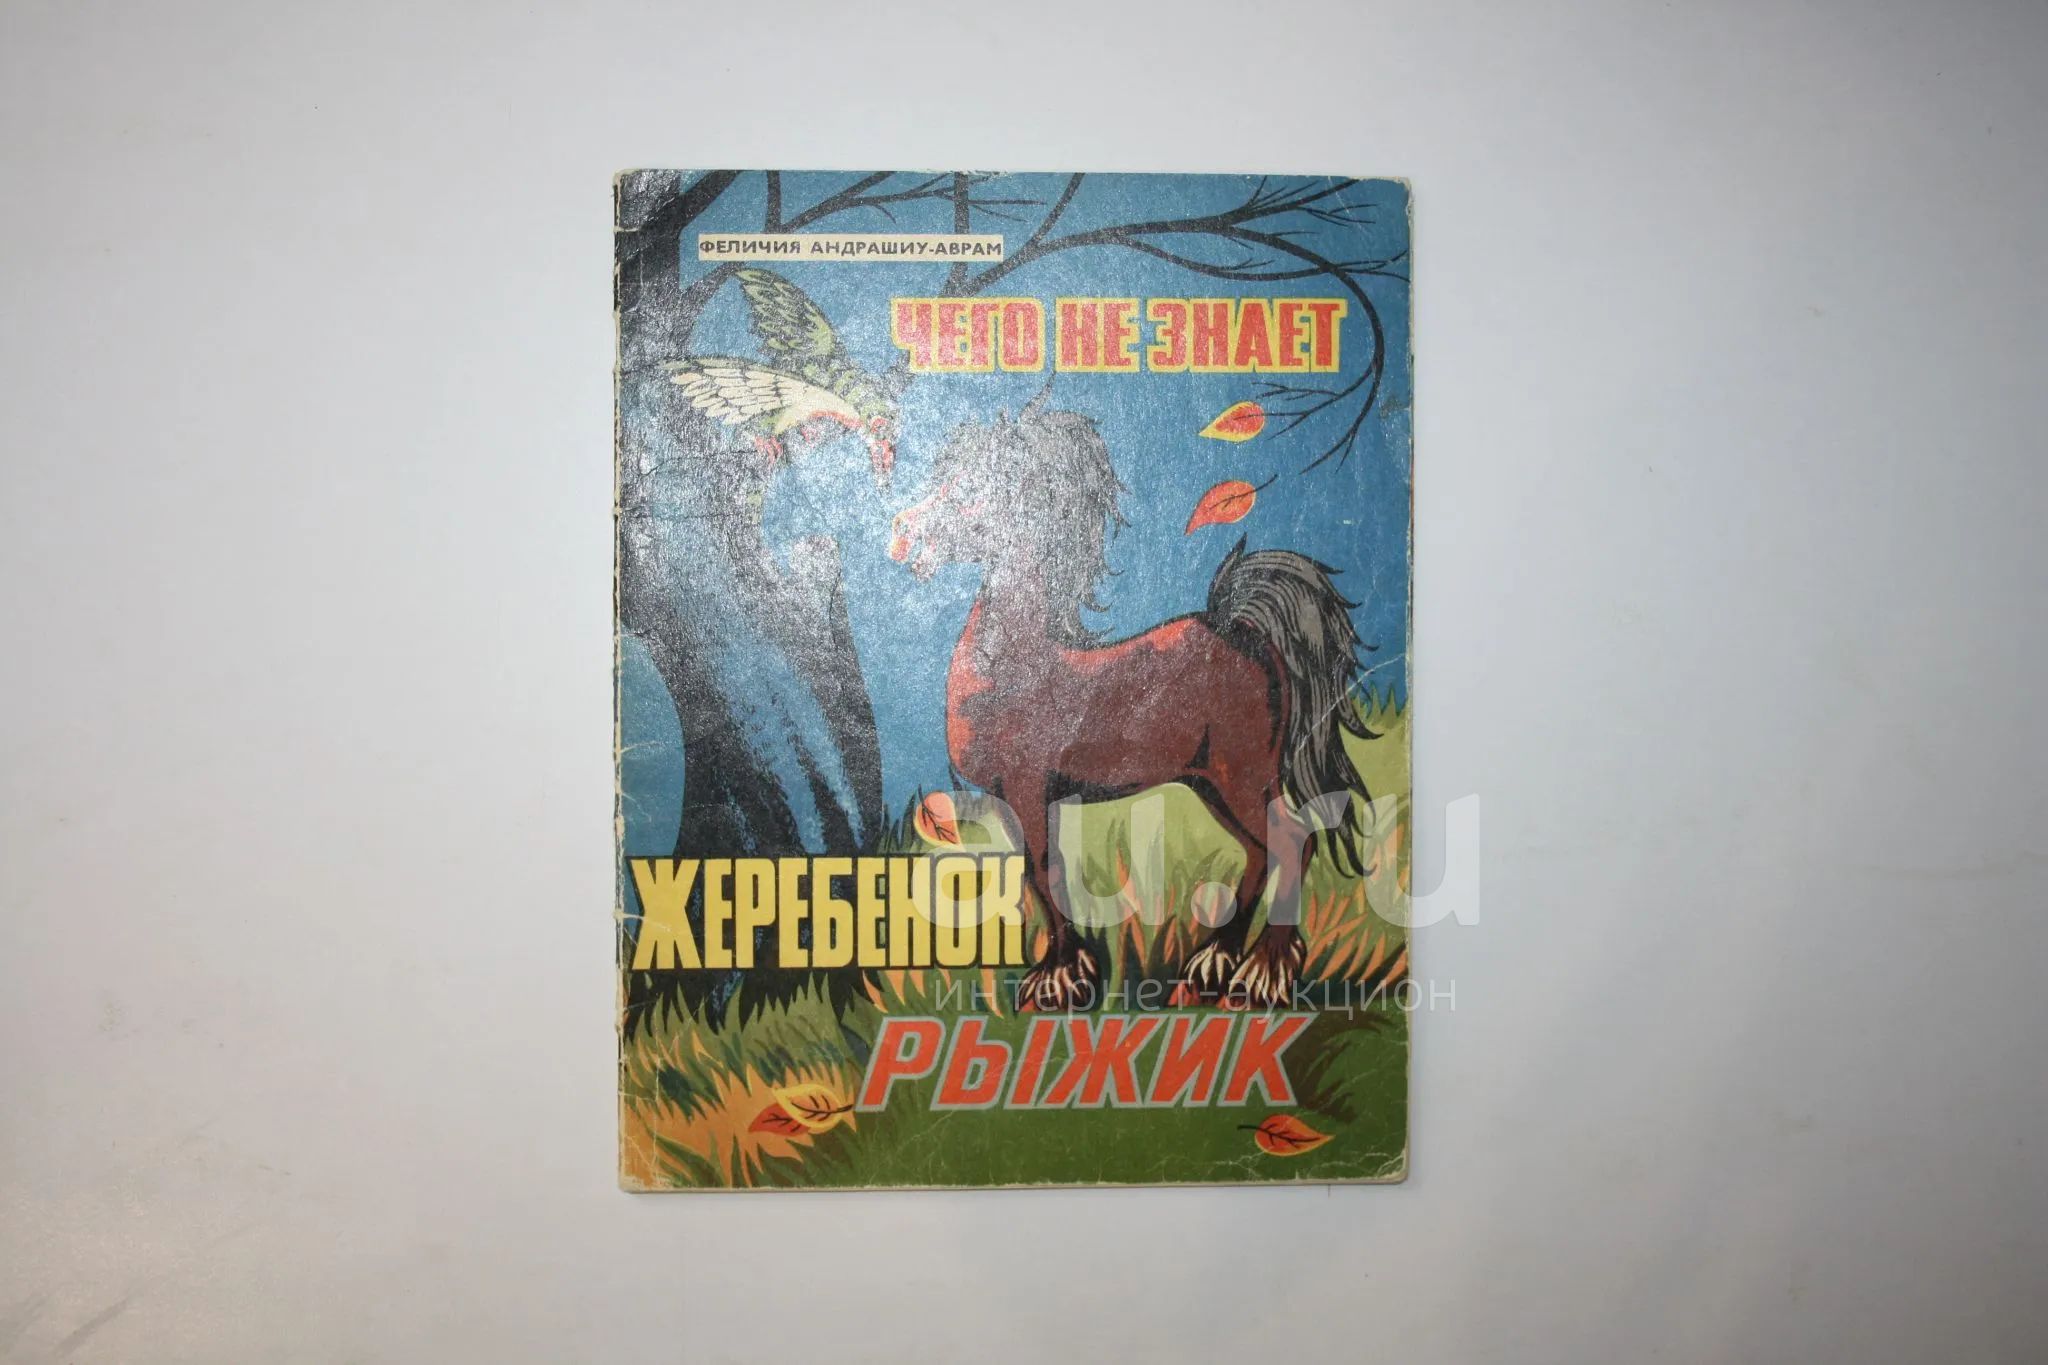 ФЕЛИЧИЯ АНДРАШИУ-АВРАМ
ЧЕГО НЕ ЗНАЕТ
ЖЕРЕБЕНОК
РЫЖИК
au.ru
интернет-аукцион